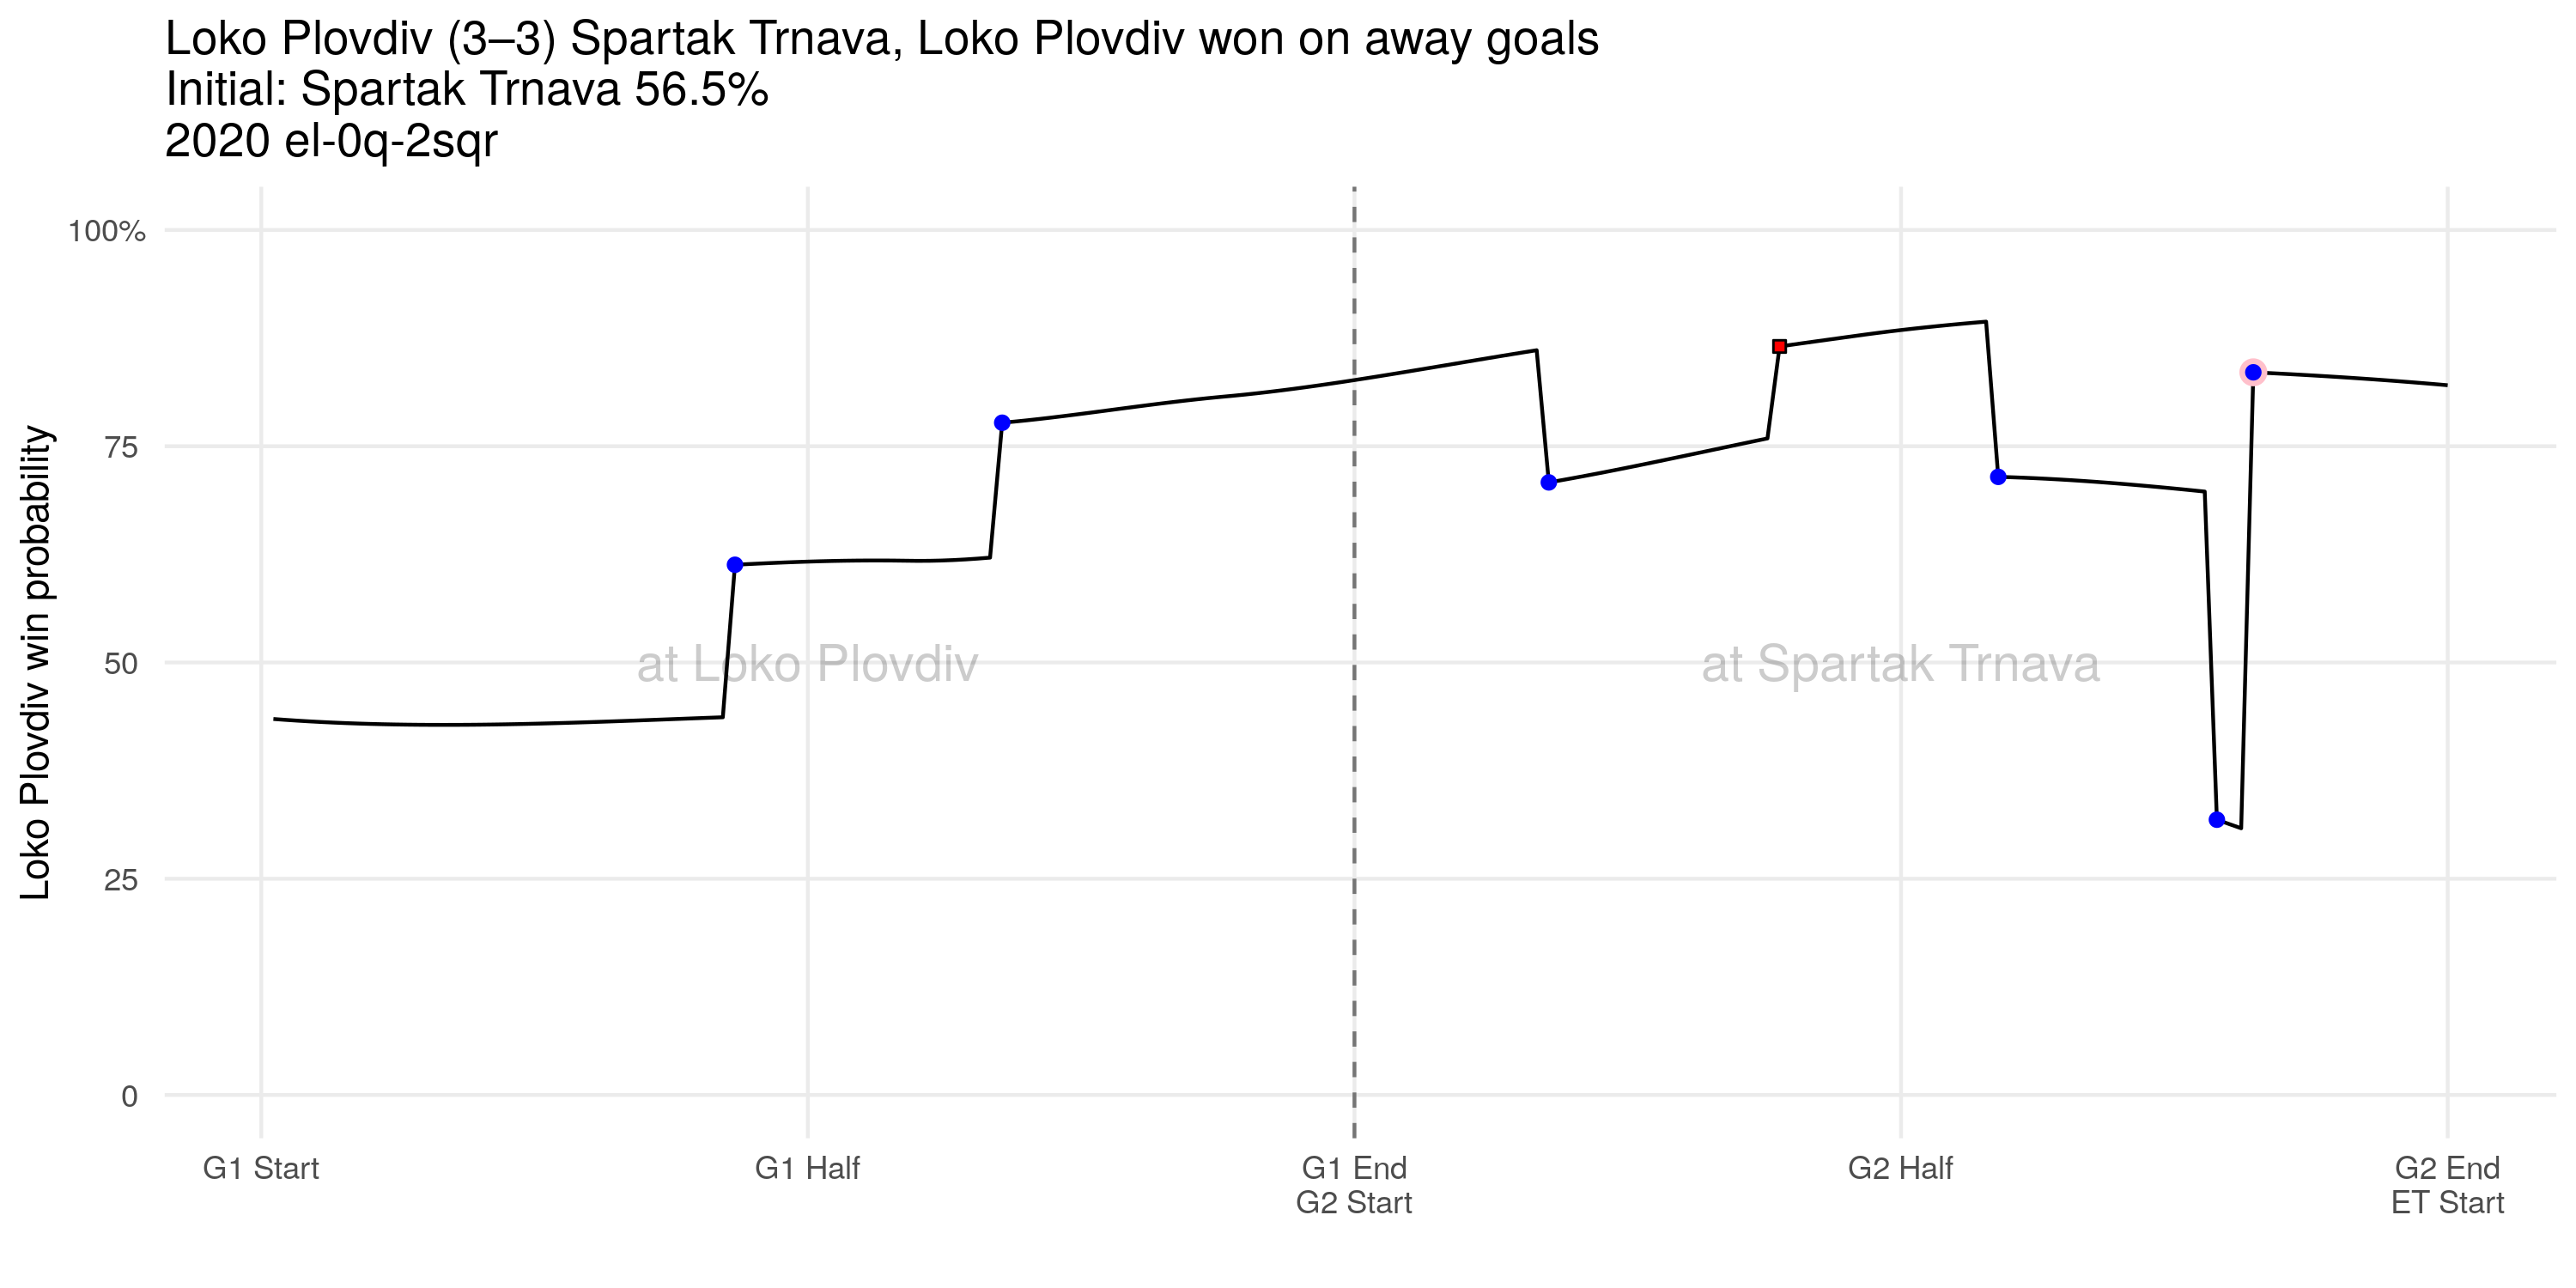 Loko Plovdiv (3–3) Spartak Trnava, Loko Plovdiv won on away goals
Initial: Spartak Trnava 56.5%
2020 el-0q-2sqr
Loko Plovdiv win probability
100%
75
50
25
0
at Loko Plovdiv
at Spartak Trnava
G1 Start
G1 Half
G1 End
G2 Start
G2 Half
G2 End
ET Start